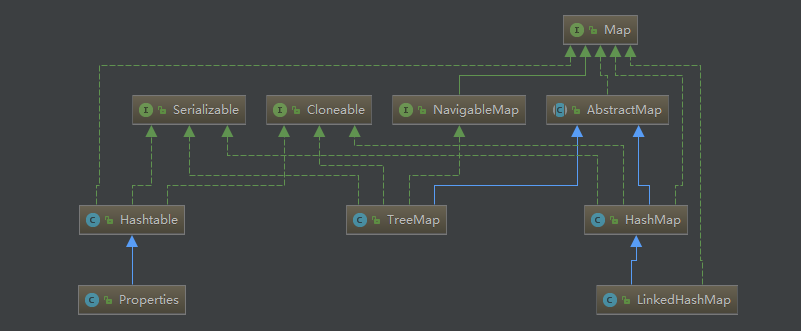 I Map
I Serializable
I Cloneable
I NavigableMap
C AbstractMap
C Hashtable
C TreeMap
C HashMap
C Properties
C LinkedHashMap